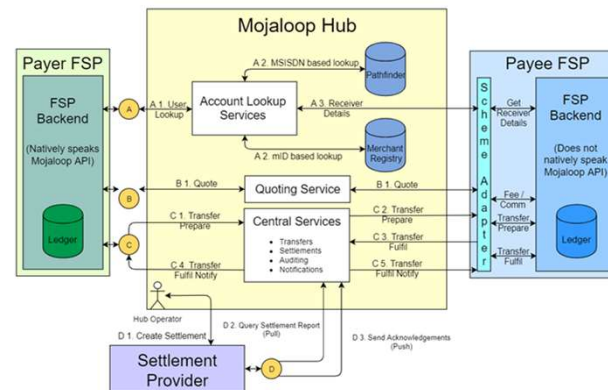 Mojaloop Hub
Payer FSP
FSP
Backend
(Natively speaks
Mojaloop API)
Ledger
A
B
C
A 1. User
Lookup
Account Lookup
Services
A 2. MSISDN based lookup
Pathfinder
A 3. Receiver
Details
A 2. mID based lookup
Merchant
Registry
B 1. Quote
Quoting Service
B 1. Quote
C 1. Transfer
Prepare
Central Services
• Transfers
• Settlements
• Auditing
• Notifications
C 2. Transfer
Prepare
C 3. Transfer
Fulfil
C 4. Transfer
Fulfil Notify
C 5. Transfer
Fulfil Notify
Payee FSP
Scheme Adapter
Get
Receiver
Details
FSP
Backend
(Does not
natively speak
Mojaloop API)
Fee /
Comm
Transfer
Prepare
Transfer
Fulfil
Ledger
Hub Operator
D 1. Create Settlement
D 2. Query Settlement Report
(Pull)
D 3. Send Acknowledgements
(Push)
Settlement
Provider
D